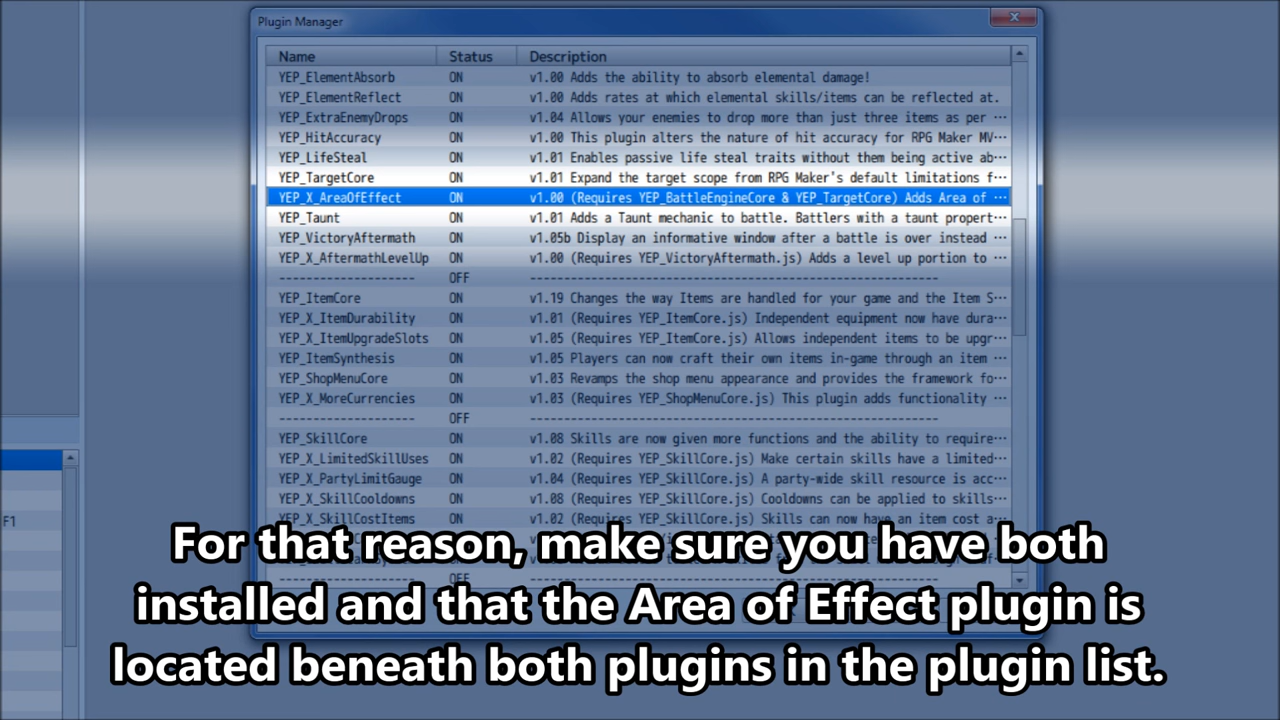 Plugin Manager
Name Status Description
YEP_ElementAbsorb ON v1.00 Adds the ability to absorb elemental damage!
YEP_ElementReflect ON v1.00 Adds rates at which elemental skills/items can be reflected at.
YEP_ExtraEnemyDrops ON v1.04 Allows your enemies to drop more than just three items as per ···
YEP_HitAccuracy ON v1.00 This plugin alters the nature of hit accuracy for RPG Maker MV···
YEP_LifeSteal ON v1.01 Enables passive life steal traits without them being active ab···
YEP_TargetCore ON v1.01 Expand the target scope from RPG Maker's default limitations f···
YEP_X_AreaOfEffect ON v1.00 (Requires YEP_BattleEngineCore & YEP_TargetCore) Adds Area of ···
YEP_Taunt ON v1.01 Adds a Taunt mechanic to battle. Battlers with a taunt propert···
YEP_VictoryAftermath ON v1.05b Display an informative window after a battle is over instead ···
YEP_X_AftermathLevelUp ON v1.00 (Requires YEP_VictoryAftermath.js) Adds a level up portion to ···
-------------------- OFF ------------------------------------------------------------
YEP_ItemCore ON v1.19 Changes the way Items are handled for your game and the Item S···
YEP_X_ItemDurability ON v1.01 (Requires YEP_ItemCore.js) Independent equipment now have dura···
YEP_X_ItemUpgradeSlots ON v1.05 (Requires YEP_ItemCore.js) Allows independent items to be upgr···
YEP_ItemSynthesis ON v1.05 Players can now craft their own items in-game through an item ···
YEP_ShopMenuCore ON v1.03 Revamps the shop menu appearance and provides the framework fo···
YEP_X_MoreCurrencies ON v1.03 (Requires YEP_ShopMenuCore.js) This plugin adds functionality ···
-------------------- OFF ------------------------------------------------------------
YEP_SkillCore ON v1.08 Skills are now given more functions and the ability to require···
YEP_X_LimitedSkillUses ON v1.02 (Requires YEP_SkillCore.js) Make certain skills have a limited···
YEP_X_PartyLimitGauge ON v1.04 (Requires YEP_SkillCore.js) A party-wide skill resource is acc···
YEP_X_SkillCooldowns ON v1.08 (Requires YEP_SkillCore.js) Cooldowns can be applied to skills···
F1
YEP_X_SkillCostItems ON v1.02 (Requires YEP_SkillCore.js) Skills can now have an item cost a···
OFF
For that reason, make sure you have both
installed and that the Area of Effect plugin is
located beneath both plugins in the plugin list.